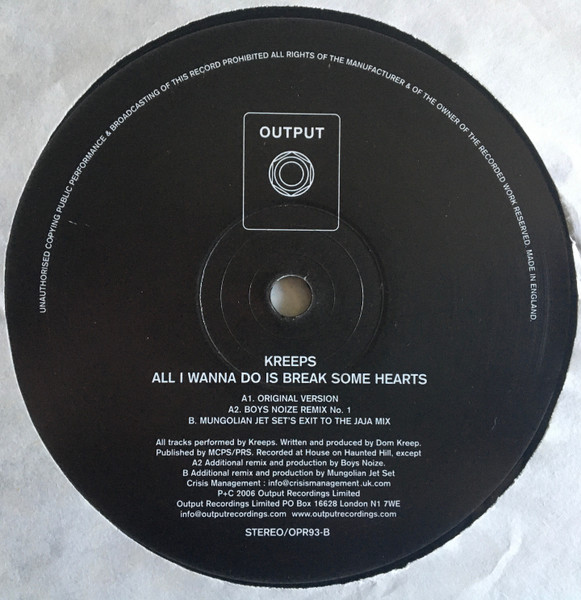 UNAUTHORISED COPYING PUBLIC PERFORMANCE & BROADCASTING OF THIS RECORD PROHIBITED ALL RIGHTS OF THE MANUFACTURER & OF THE OWNER OF THE RECORDED WORK RESERVED. MADE IN ENGLAND.
OUTPUT
KREEPS
ALL I WANNA DO IS BREAK SOME HEARTS
A1. ORIGINAL VERSION
A2. BOYS NOIZE REMIX No. 1
B. MUNGOLIAN JET SET'S EXIT TO THE JAJA MIX
All tracks performed by Kreeps. Written and produced by Dom Kreep.
Published by MCPS/PRS. Recorded at House on Haunted Hill, except
A2 Additional remix and production by Boys Noize.
B Additional remix and production by Mungolian Jet Set
Crisis Management : info@crisismanagement.uk.com
P+C 2006 Output Recordings Limited
Output Recordings Limited PO Box 16628 London N1 7WE
info@outputrecordings.com www.outputrecordings.com
STEREO/OPR93-B